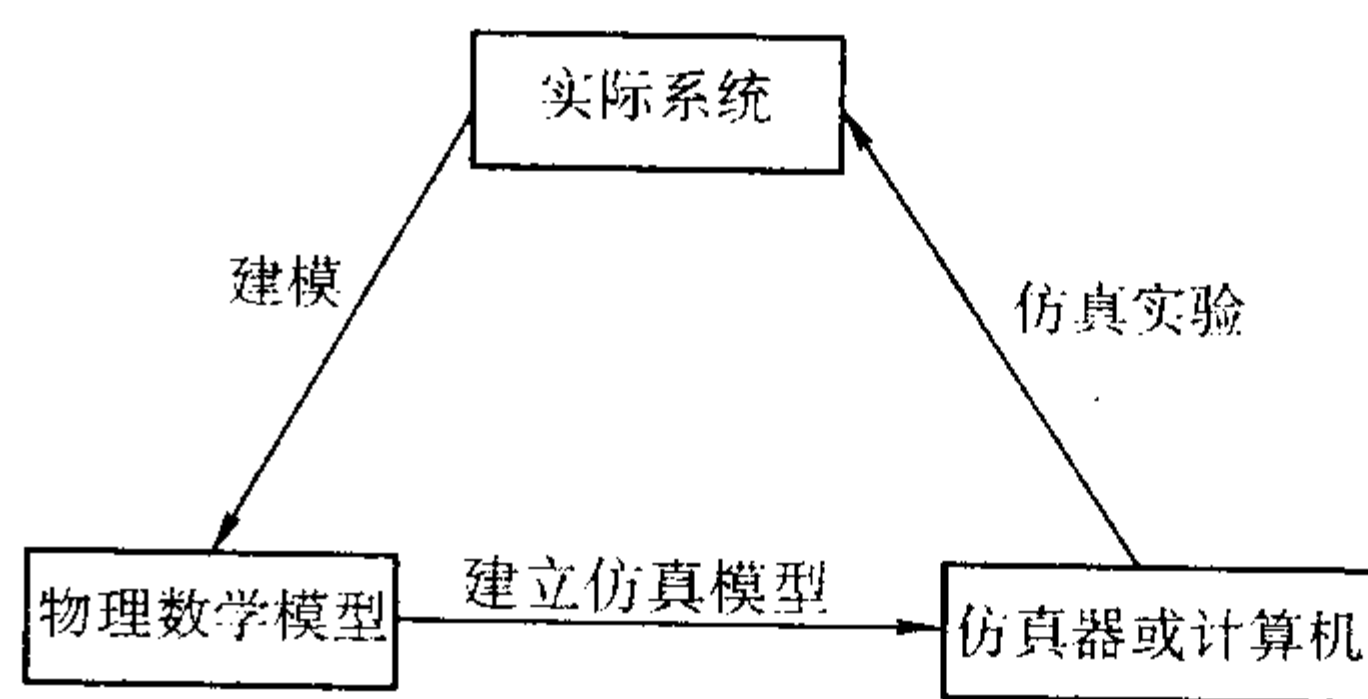 实际系统
建模
仿真实验
物理数学模型
建立仿真模型
仿真器或计算机